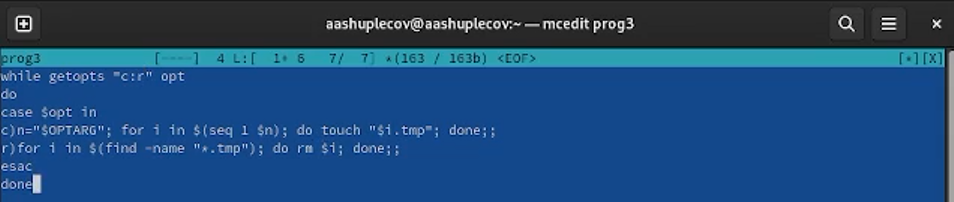 aashuplecov@aashuplecov:~ — mcedit prog3
prog3 [----] 4 L:[ 1+ 6 7/ 7] *(163 / 163b) <EOF> [*][X]
while getopts "c:r" opt
do
case $opt in
c)n="$OPTARG"; for i in $(seq 1 $n); do touch "$i.tmp"; done;;
r)for i in $(find -name "*.tmp"); do rm $i; done;;
esac
done